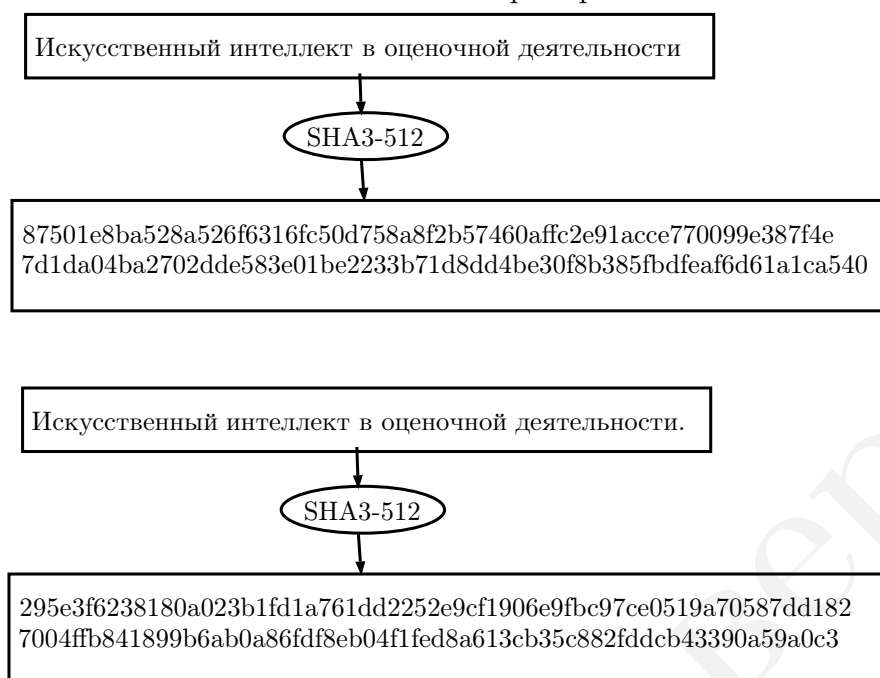 Искусственный интеллект в оценочной деятельности
SHA3-512
87501e8ba528a526f6316fc50d758a8f2b57460affc2e91acce770099e387f4e
7d1da04ba2702dde583e01be2233b71d8dd4be30f8b385fbdfeaf6d61a1ca540
Искусственный интеллект в оценочной деятельности.
SHA3-512
295e3f6238180a023b1fd1a761dd2252e9cf1906e9fbc97ce0519a70587dd182
7004ffb841899b6ab0a86fdf8eb04f1fed8a613cb35c882fddcb43390a59a0c3